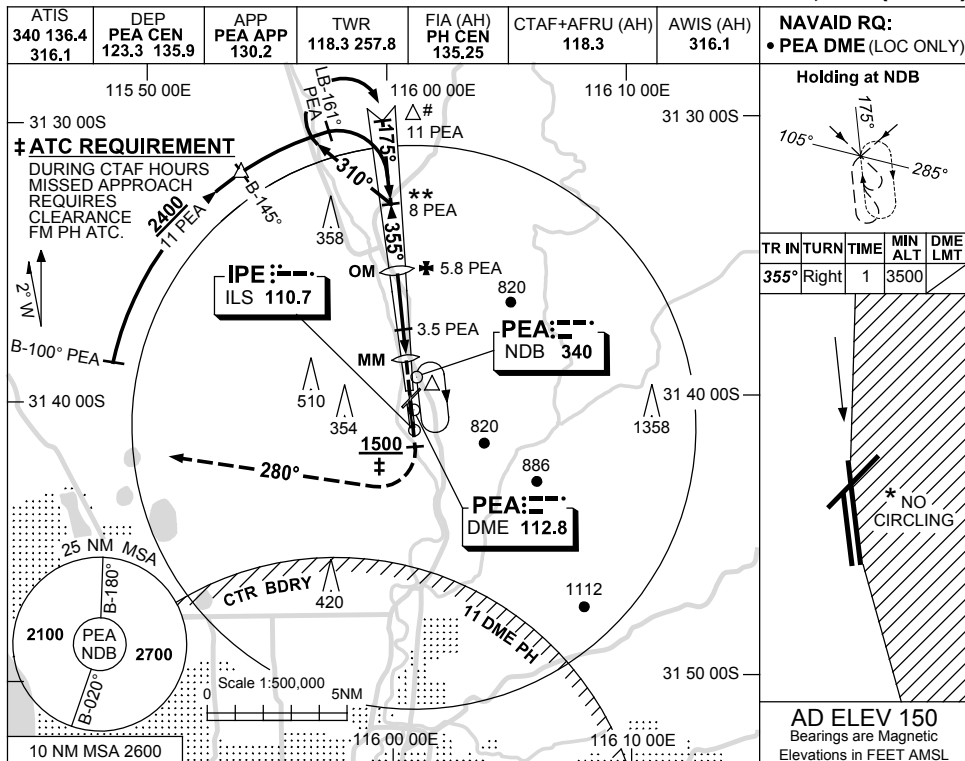 ATIS
340 136.4
316.1
DEP
PEA CEN
123.3 135.9
APP
PEA APP
130.2
TWR
118.3 257.8
FIA (AH)
PH CEN
135.25
CTAF+AFRU (AH)
118.3
AWIS (AH)
316.1
NAVAID RQ:
• PEA DME (LOC ONLY)
115 50 00E
116 00 00E
116 10 00E
31 30 00S
31 30 00S
‡ ATC REQUIREMENT
DURING CTAF HOURS
MISSED APPROACH
REQUIRES
CLEARANCE
FM PH ATC.
LB-161°
PEA
#
11 PEA
175°
310°
B-145°
2400
11 PEA
**
8 PEA
355°
358
2° W
OM
5.8 PEA
IPE
ILS 110.7
820
3.5 PEA
PEA
NDB 340
B-100° PEA
MM
31 40 00S
31 40 00S
510
354
1358
1500
‡
820
280°
886
PEA
DME 112.8
25 NM MSA
B-180°
2100
PEA
NDB
2700
B-020°
10 NM MSA 2600
CTR BDRY
420
11 DME PH
1112
31 50 00S
Scale 1:500,000
0
5NM
116 00 00E
116 10 00E
Holding at NDB
175°
105°
285°
TR IN
TURN
TIME
MIN
ALT
DME
LMT
355°
Right
1
3500
* NO
CIRCLING
AD ELEV 150
Bearings are Magnetic
Elevations in FEET AMSL